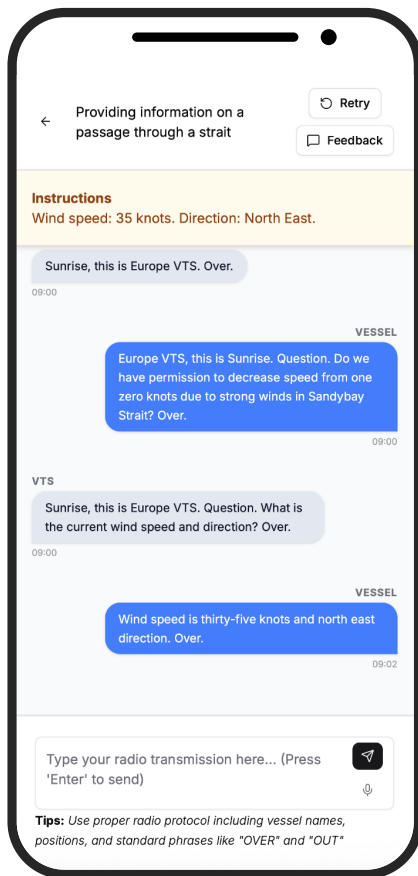 Providing information on a
passage through a strait
Retry
Feedback
Instructions
Wind speed: 35 knots. Direction: North East.
Sunrise, this is Europe VTS. Over.
09:00
VESSEL
Europe VTS, this is Sunrise. Question. Do we
have permission to decrease speed from one
zero knots due to strong winds in Sandybay
Strait? Over.
09:00
VTS
Sunrise, this is Europe VTS. Question. What is
the current wind speed and direction? Over.
09:00
VESSEL
Wind speed is thirty-five knots and north east
direction. Over.
09:02
Type your radio transmission here... (Press
'Enter' to send)
Tips: Use proper radio protocol including vessel names,
positions, and standard phrases like "OVER" and "OUT"